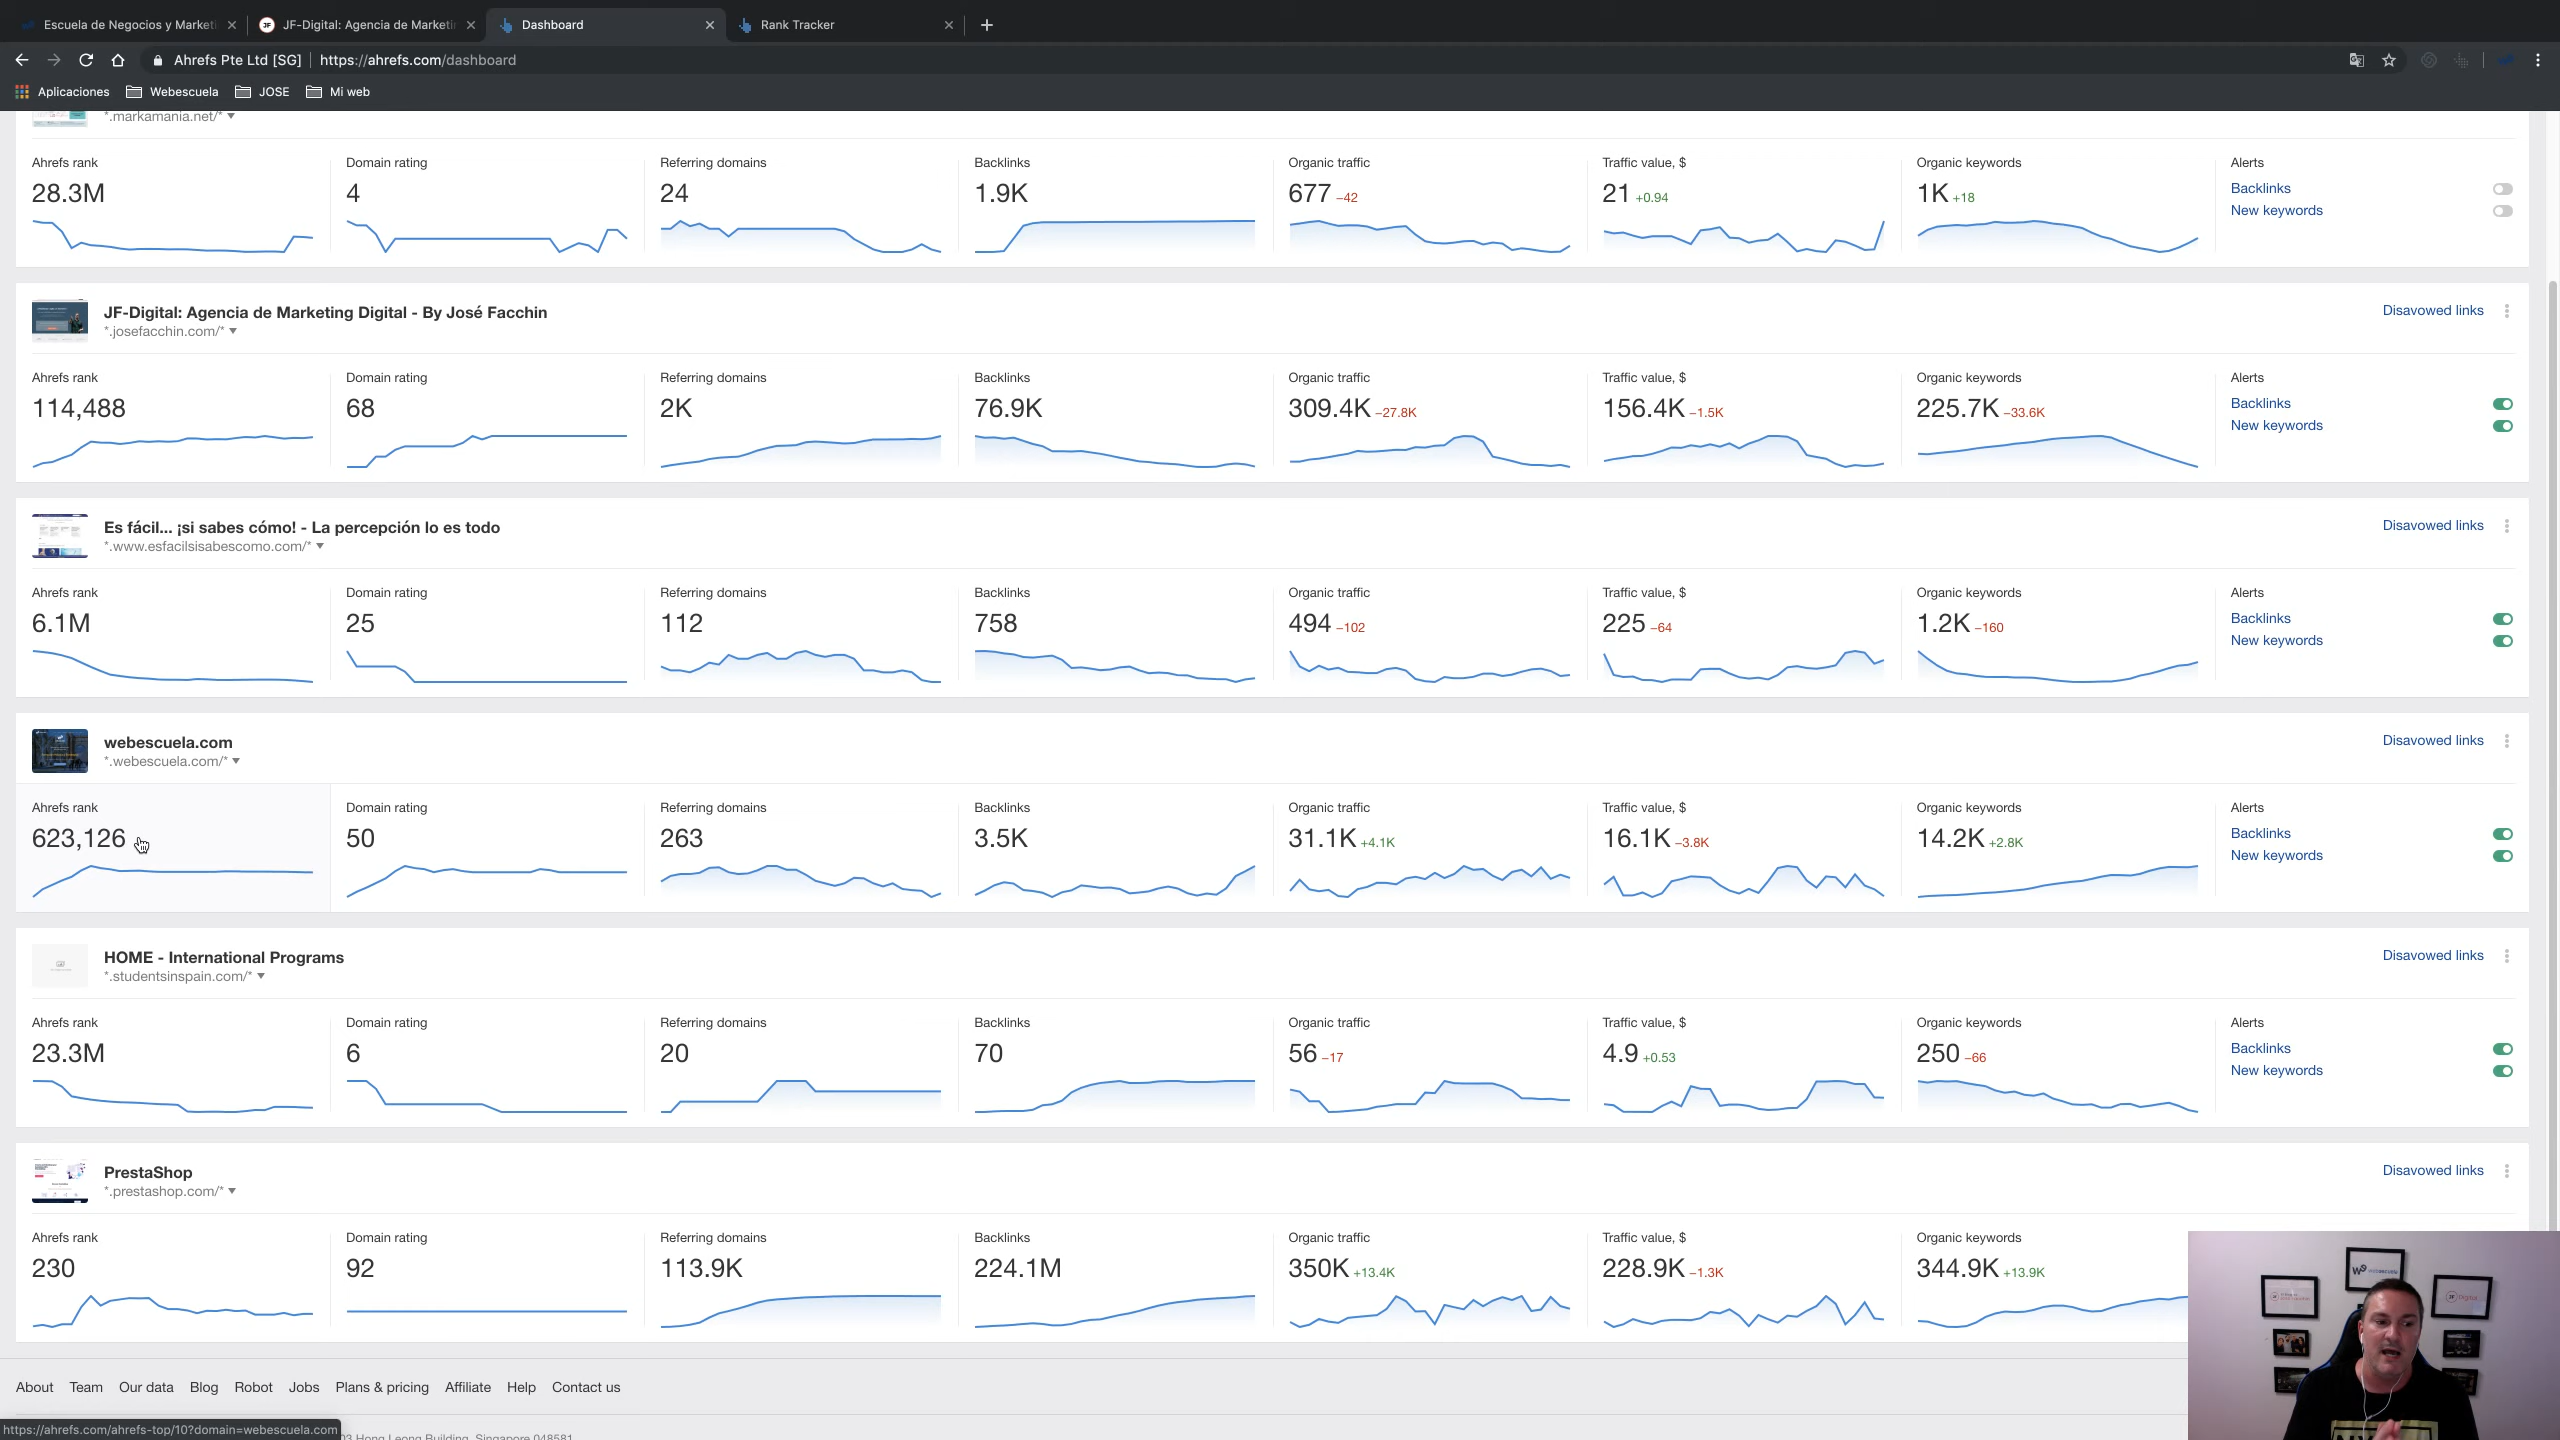 Escuela de Negocios y Marketi
JF-Digital: Agencia de Marketin
Dashboard
Rank Tracker
Ahrefs Pte Ltd [SG] https://ahrefs.com/dashboard
Aplicaciones Webescuela JOSE Mi web
*.markamania.net/*
Ahrefs rank Domain rating Referring domains Backlinks Organic traffic Traffic value, $ Organic keywords Alerts
28.3M 4 24 1.9K 677 -42 21 +0.94 1K +18 Backlinks
New keywords
JF-Digital: Agencia de Marketing Digital - By José Facchin Disavowed links
*.josefacchin.com/*
Ahrefs rank Domain rating Referring domains Backlinks Organic traffic Traffic value, $ Organic keywords Alerts
114,488 68 2K 76.9K 309.4K -27.8K 156.4K -1.5K 225.7K -33.6K Backlinks
New keywords
Es fácil... ¡si sabes cómo! - La percepción lo es todo Disavowed links
*.www.esfacilsisabescomo.com/*
Ahrefs rank Domain rating Referring domains Backlinks Organic traffic Traffic value, $ Organic keywords Alerts
6.1M 25 112 758 494 -102 225 -64 1.2K -160 Backlinks
New keywords
webescuela.com Disavowed links
*.webescuela.com/*
Ahrefs rank Domain rating Referring domains Backlinks Organic traffic Traffic value, $ Organic keywords Alerts
623,126 50 263 3.5K 31.1K +4.1K 16.1K -3.8K 14.2K +2.8K Backlinks
New keywords
HOME - International Programs Disavowed links
*.studentsinspain.com/*
Ahrefs rank Domain rating Referring domains Backlinks Organic traffic Traffic value, $ Organic keywords Alerts
23.3M 6 20 70 56 -17 4.9 +0.53 250 -66 Backlinks
New keywords
PrestaShop Disavowed links
*.prestashop.com/*
Ahrefs rank Domain rating Referring domains Backlinks Organic traffic Traffic value, $ Organic keywords
230 92 113.9K 224.1M 350K +13.4K 228.9K -1.3K 344.9K +13.9K
About Team Our data Blog Robot Jobs Plans & pricing Affiliate Help Contact us
https://ahrefs.com/ahrefs-top/10?domain=webescuela.com
Hong Leong Building, Singapore 048581